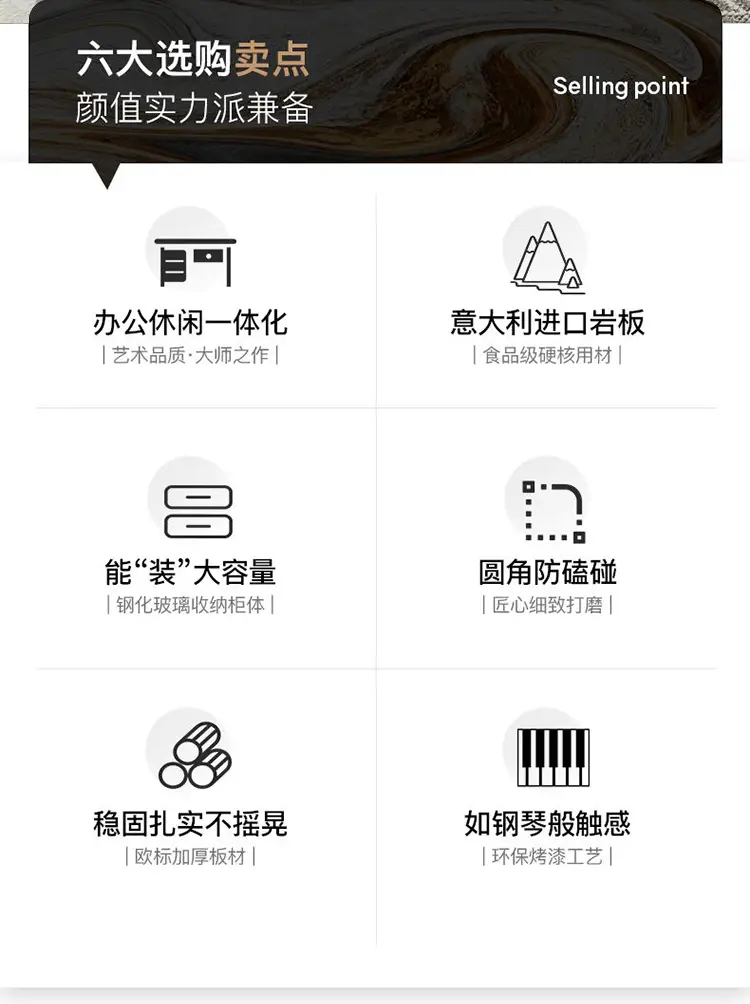 六大选购卖点
颜值实力派兼备
Selling point
办公休闲一体化
|艺术品质·大师之作|
意大利进口岩板
|食品级硬核用材|
能“装”大容量
|钢化玻璃收纳柜体|
圆角防磕碰
|匠心细致打磨|
稳固扎实不摇晃
|欧标加厚板材|
如钢琴般触感
|环保烤漆工艺|